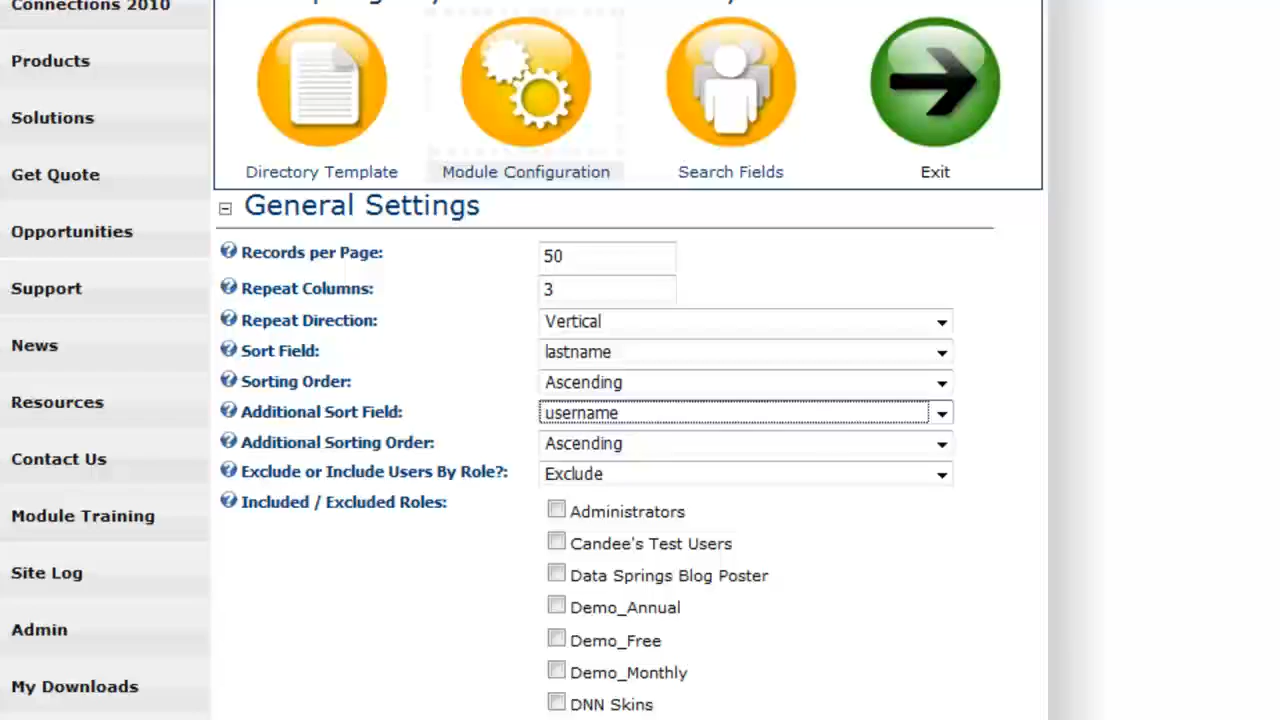 Connections 2010
Products
Solutions
Get Quote
Opportunities
Support
News
Resources
Contact Us
Module Training
Site Log
Admin
My Downloads
Directory Template
Module Configuration
Search Fields
Exit
General Settings
Records per Page: 50
Repeat Columns: 3
Repeat Direction: Vertical
Sort Field: lastname
Sorting Order: Ascending
Additional Sort Field: username
Additional Sorting Order: Ascending
Exclude or Include Users By Role?: Exclude
Included / Excluded Roles:
Administrators
Candee's Test Users
Data Springs Blog Poster
Demo_Annual
Demo_Free
Demo_Monthly
DNN Skins